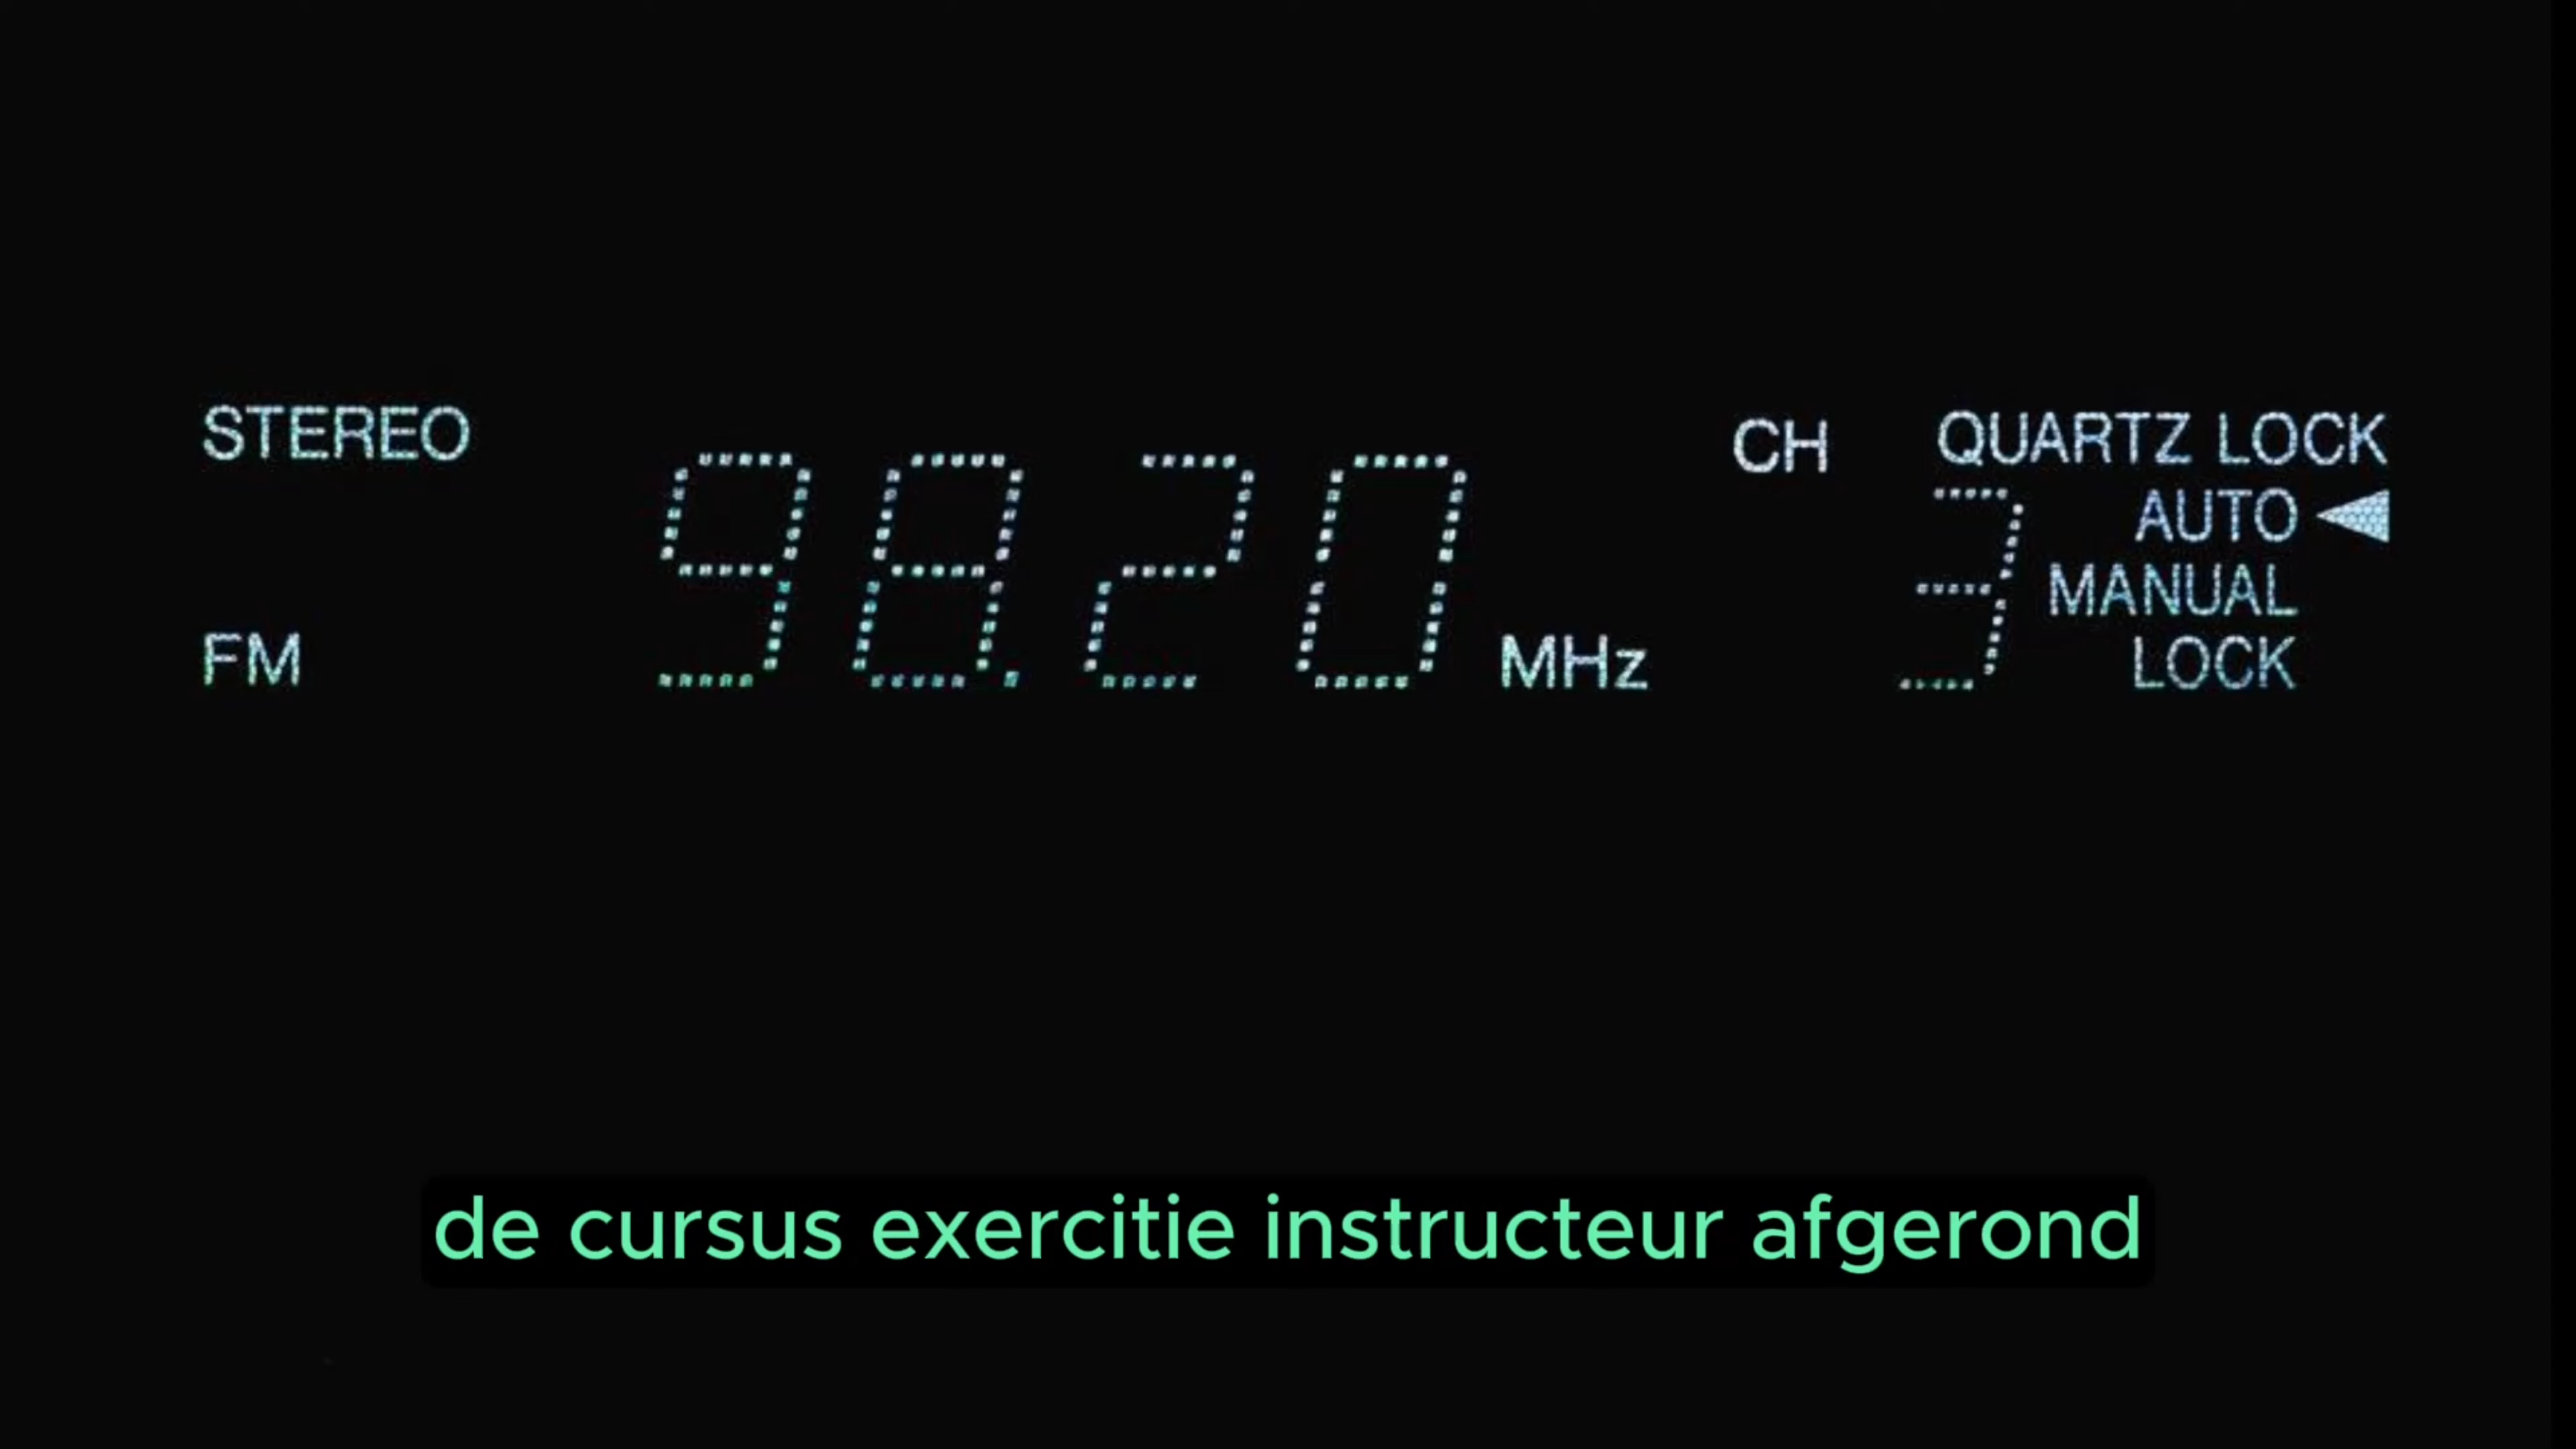 STEREO
FM
98.20 MHz
CH 3
QUARTZ LOCK
AUTO
MANUAL
LOCK
de cursus exercitie instructeur afgerond